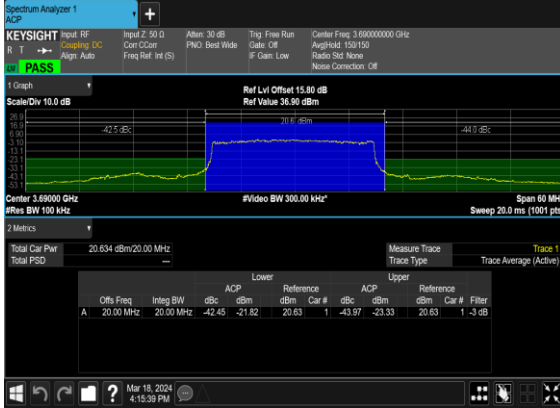 Spectrum Analyzer 1
ACP
+
KEYSIGHT Input: RF Input Z: 50 Ω Atten: 30 dB Trig: Free Run Center Freq: 3.690000000 GHz
R T Coupling: DC Corr CCorr PNO: Best Wide Gate: Off Avg|Hold: 150/150
Align: Auto Freq Ref: Int (S) IF Gain: Low Radio Std: None
LXI PASS Noise Correction: Off
1 Graph Ref Lvl Offset 15.80 dB
Scale/Div 10.0 dB Ref Value 36.90 dBm
26.9
16.9 20.6 dBm
6.90 -42.5 dBc -44.0 dBc
-3.10
-13.1
-23.1
-33.1
-43.1
-53.1
Center 3.69000 GHz #Video BW 300.00 kHz* Span 60 MH
#Res BW 100 kHz Sweep 20.0 ms (1001 pts
2 Metrics
Total Car Pwr 20.634 dBm/20.00 MHz Measure Trace Trace 1
Total PSD --- Trace Type Trace Average (Active)
Lower Upper
ACP Reference ACP Reference
Offs Freq Integ BW dBc dBm dBm Car # dBc dBm dBm Car # Filter
A 20.00 MHz 20.00 MHz -42.45 -21.82 20.63 1 -43.97 -23.33 20.63 1 -3 dB
? Mar 18, 2024
4:15:39 PM